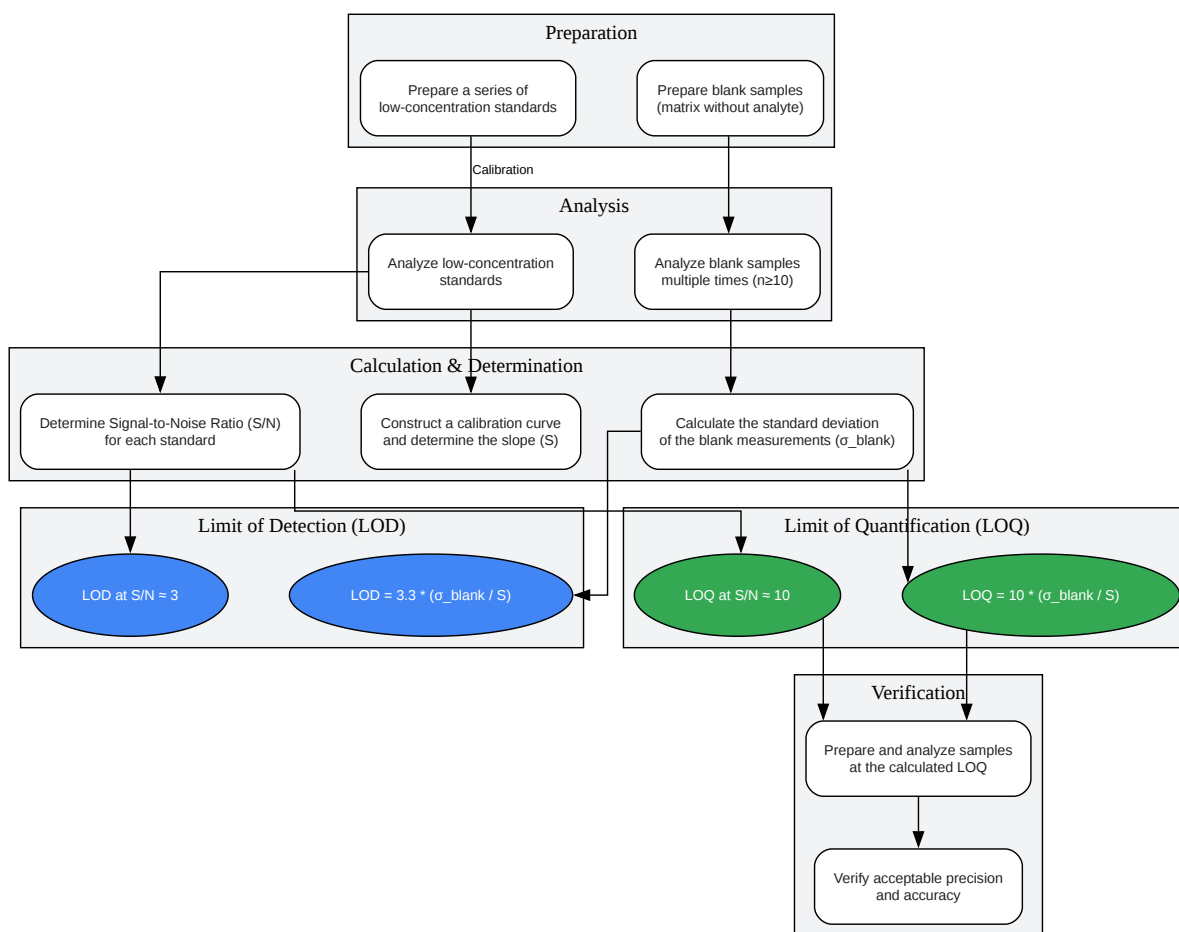 Preparation
Prepare a series of
low-concentration standards
Prepare blank samples
(matrix without analyte)
Calibration
Analysis
Analyze low-concentration
standards
Analyze blank samples
multiple times (n≥10)
Calculation & Determination
Determine Signal-to-Noise Ratio (S/N)
for each standard
Construct a calibration curve
and determine the slope (S)
Calculate the standard deviation
of the blank measurements (σ_blank)
Limit of Detection (LOD)
LOD at S/N ≈ 3
LOD = 3.3 * (σ_blank / S)
Limit of Quantification (LOQ)
LOQ at S/N ≈ 10
LOQ = 10 * (σ_blank / S)
Verification
Prepare and analyze samples
at the calculated LOQ
Verify acceptable precision
and accuracy